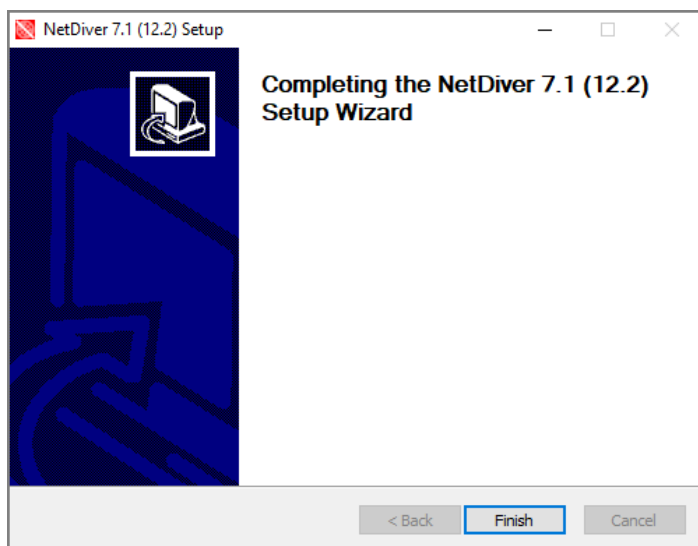 NetDiver 7.1 (12.2) Setup
Completing the NetDiver 7.1 (12.2)
Setup Wizard
< Back
Finish
Cancel